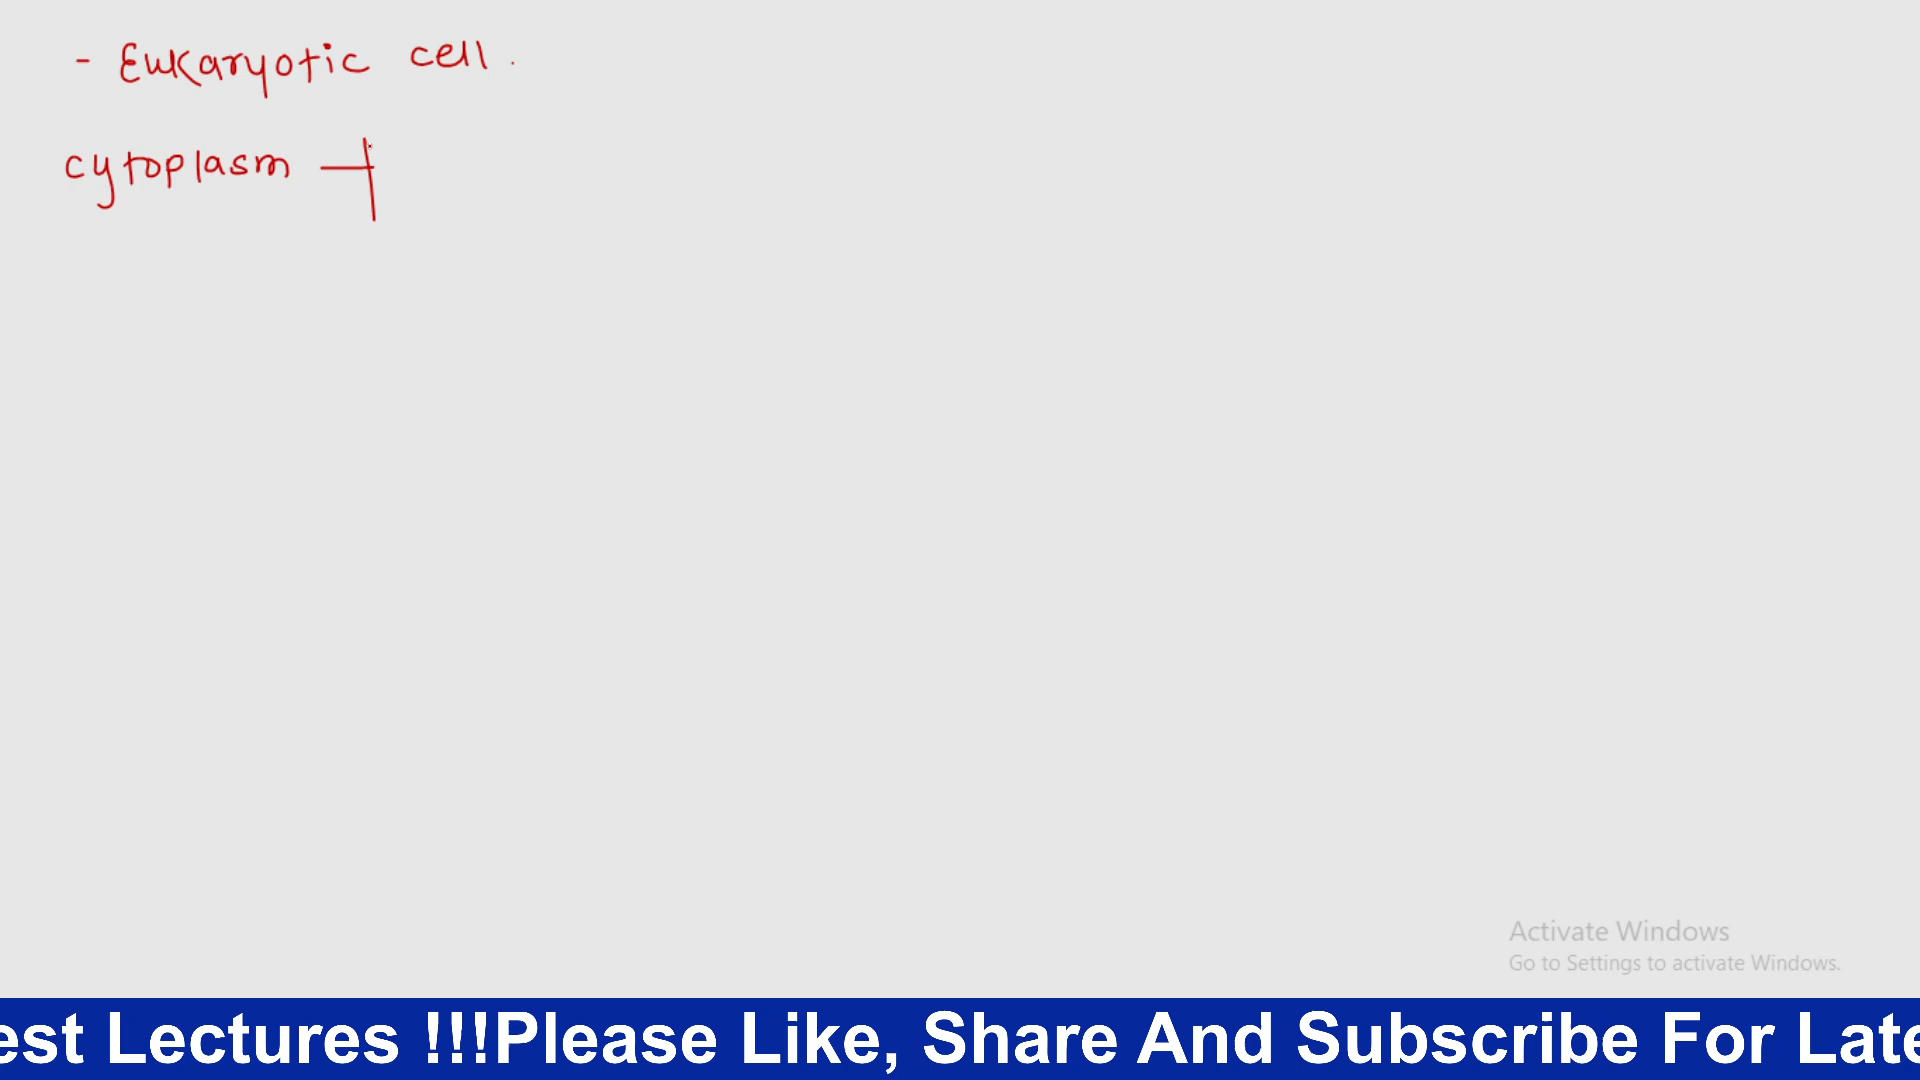 - Eukaryotic cell.
cytoplasm
Activate Windows
Go to Settings to activate Windows.
est Lectures !!!Please Like, Share And Subscribe For Late